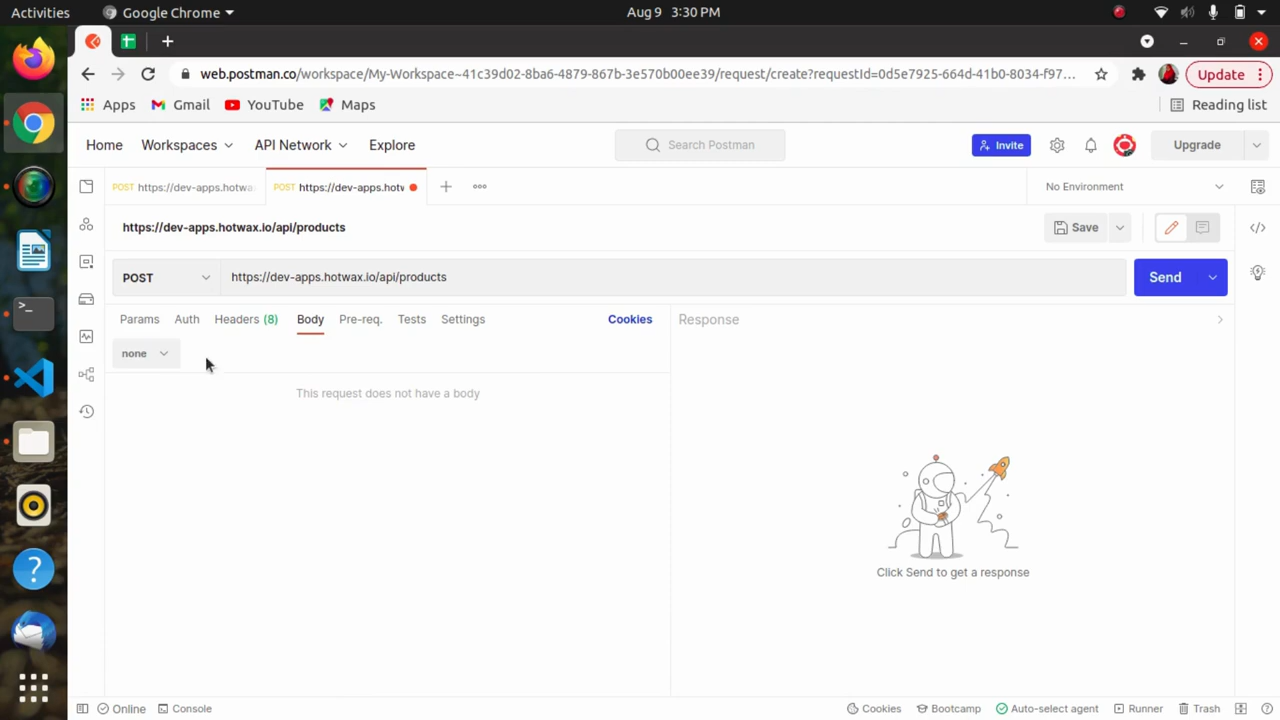 Activities
Google Chrome
Aug 9 3:30 PM
web.postman.co/workspace/My-Workspace~41c39d02-8ba6-4879-867b-3e570b00ee39/request/create?requestId=0d5e7925-664d-41b0-8034-f97...
Update
Apps
Gmail
YouTube
Maps
Reading list
Home
Workspaces
API Network
Explore
Search Postman
Invite
Upgrade
POST https://dev-apps.hotwa
POST https://dev-apps.hotw
No Environment
https://dev-apps.hotwax.io/api/products
Save
POST
https://dev-apps.hotwax.io/api/products
Send
Params
Auth
Headers (8)
Body
Pre-req.
Tests
Settings
Cookies
Response
none
This request does not have a body
Click Send to get a response
Online
Console
Cookies
Bootcamp
Auto-select agent
Runner
Trash